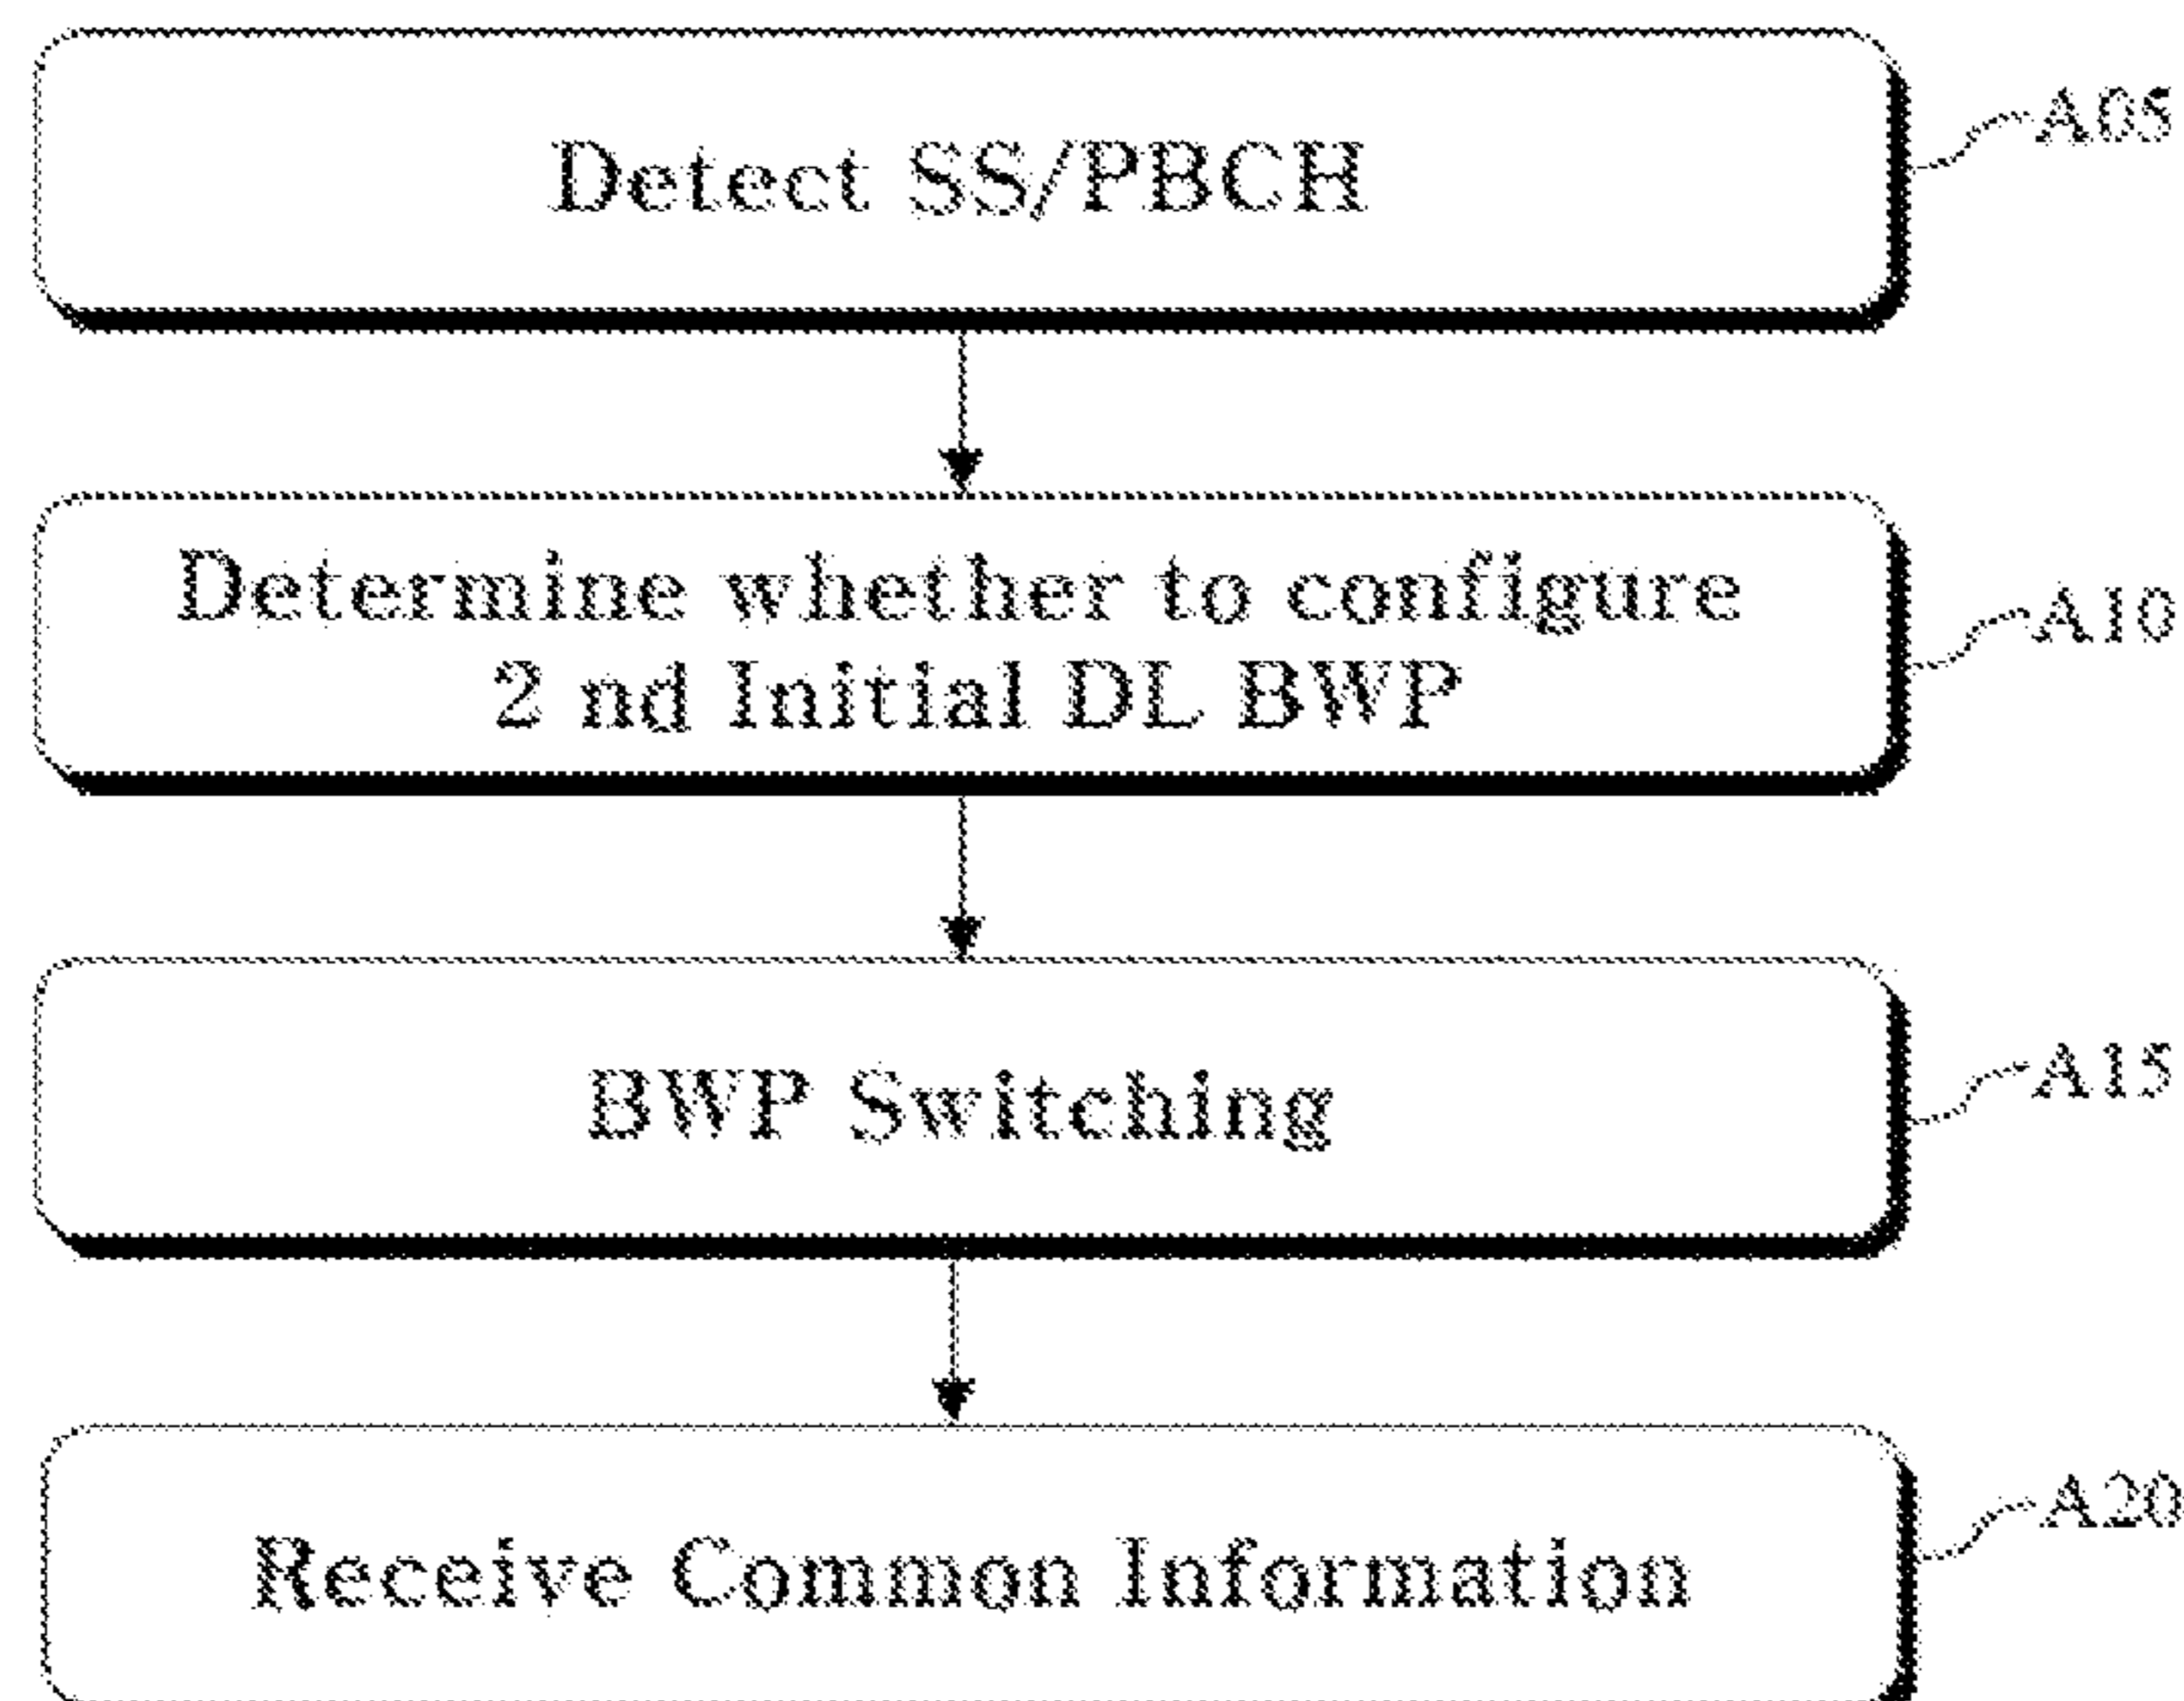 Detect SS/PBCH
A05
Determine whether to configure
2 nd Initial DL BWP
A10
BWP Switching
A15
Receive Common Information
A20